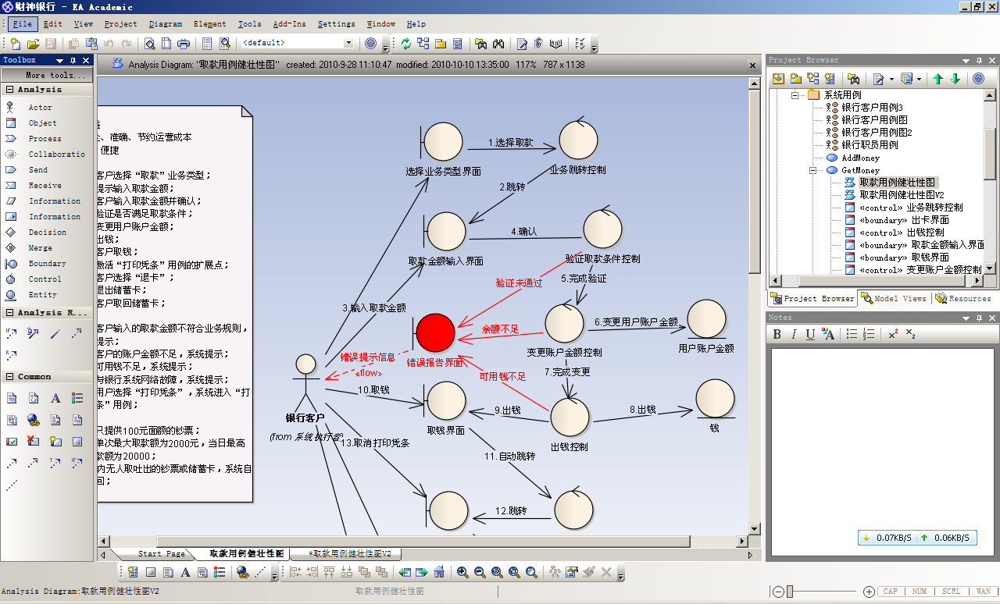 财神银行 - EA Academic
File Edit View Project Diagram Element Tools Add-Ins Settings Window Help
<default>
Toolbox
More tools...
Analysis
Actor
Object
Process
Collaboratio
Send
Receive
Information
Information
Decision
Merge
Boundary
Control
Entity
Analysis R...
Common
Analysis Diagram: "取款用例健壮性图" created: 2010-9-28 11:10:47 modified: 2010-10-10 13:35:00 117% 787 x 1138
、准确、节约运营成本
便捷
客户选择“取款”业务类型；
提示输入取款金额；
客户输入取款金额并确认；
验证是否满足取款条件；
变更用户账户金额；
出钱；
客户取钱；
激活“打印凭条”用例的扩展点；
客户选择“退卡”；
退出储蓄卡；
客户取回储蓄卡；
客户输入的取款金额不符合业务规则，
提示；
客户的账户金额不足，系统提示；
可用钱不足，系统提示；
与银行系统网络故障，系统提示；
用户选择“打印凭条”，系统进入“打
条”用例；
只提供100元面额的钞票；
单次最大取款额为2000元，当日最高
款额为20000；
内无人取吐出的钞票或储蓄卡，系统自
回；
选择业务类型界面
1.选择取款
业务跳转控制
2.跳转
取款金额输入界面
4.确认
验证取款条件控制
验证未通过
5.完成验证
3.输入取款金额
余额不足
6.变更用户账户金额
用户账户金额
错误报告界面
变更账户金额控制
错误提示信息
«flow»
可用钱不足
7.完成变更
银行客户
(from 系统执行者)
10.取钱
取钱界面
9.出钱
8.出钱
钱
出钱控制
13.取消打印凭条
11.自动跳转
12.跳转
Start Page
取款用例健壮性图
*取款用例健壮性图V2
Project Browser
系统用例
银行客户用例3
银行客户用例图
银行客户用例图2
银行职员用例
AddMoney
GetMoney
取款用例健壮性图
取款用例健壮性图V2
«control» 业务跳转控制
«boundary» 出卡界面
«control» 出钱控制
«boundary» 取款金额输入界面
«boundary» 取钱界面
«control» 变更账户金额控制
Project Browser Model Views Resources
Notes
B I U A
0.07KB/S 0.06KB/S
Analysis Diagram:取款用例健壮性图V2
取款用例健壮性图
CAP NUM SCRL WAN